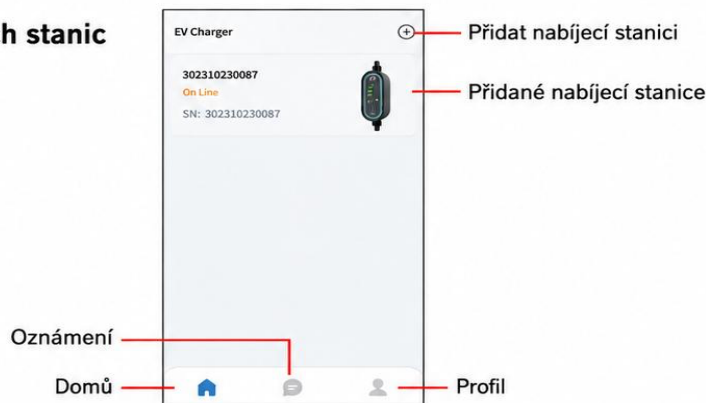 h stanic
EV Charger
Přidat nabíjecí stanici
302310230087
On Line
SN: 302310230087
Přidané nabíjecí stanice
Oznámení
Domů
Profil